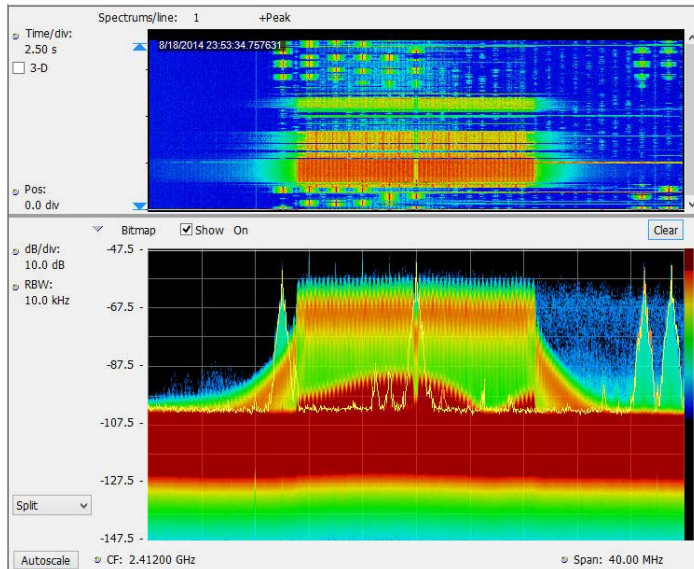 Spectrums/line: 1 +Peak
Time/div:
2.50 s
8/18/2014 23:53:34.757631
3-D
Pos:
0.0 div
Bitmap Show On Clear
dB/div:
10.0 dB
RBW:
10.0 kHz
-47.5
-67.5
-87.5
-107.5
-127.5
-147.5
Split
Autoscale CF: 2.41200 GHz Span: 40.00 MHz